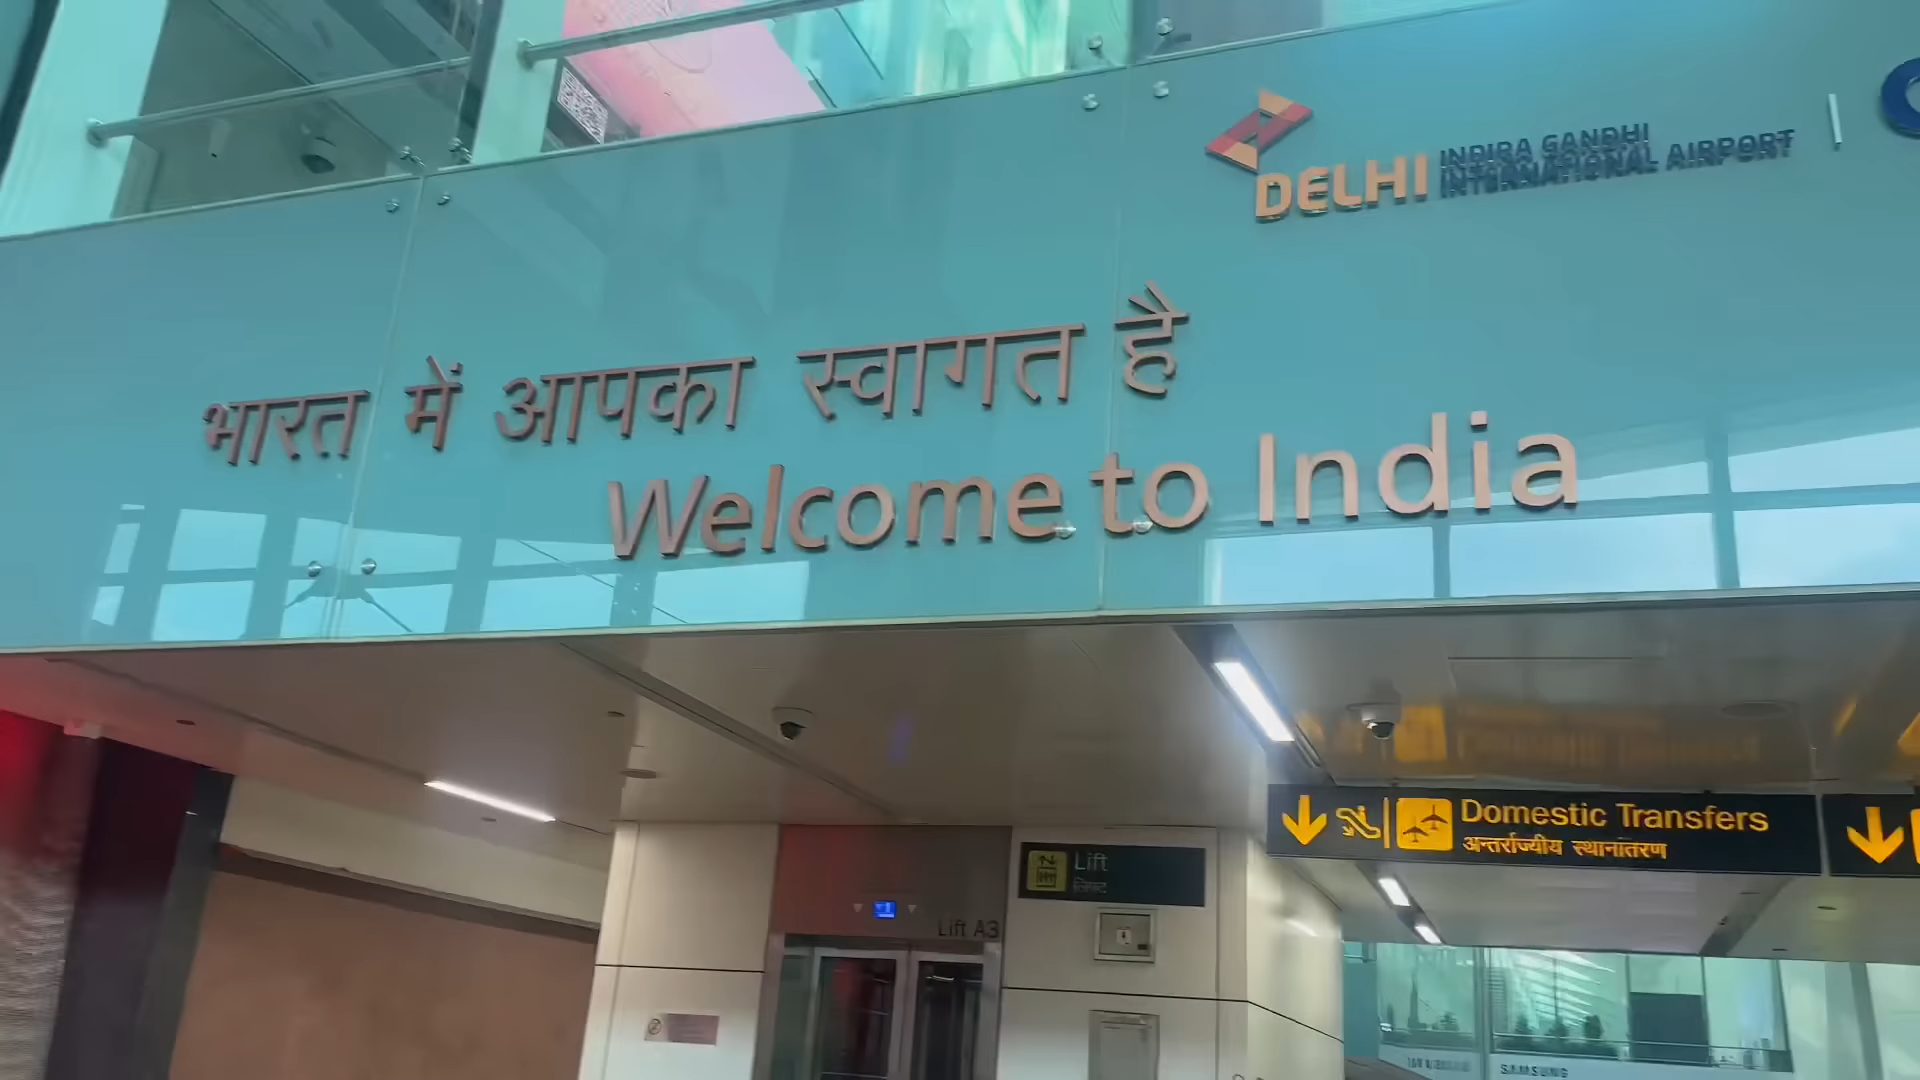 DELHI
INDIRA GANDHI
INTERNATIONAL AIRPORT
भारत में आपका स्वागत है
Welcome to India
Domestic Transfers
अन्तर्राज्यीय स्थानांतरण
Lift
लिफ्ट
Lift A3
SAMSUNG